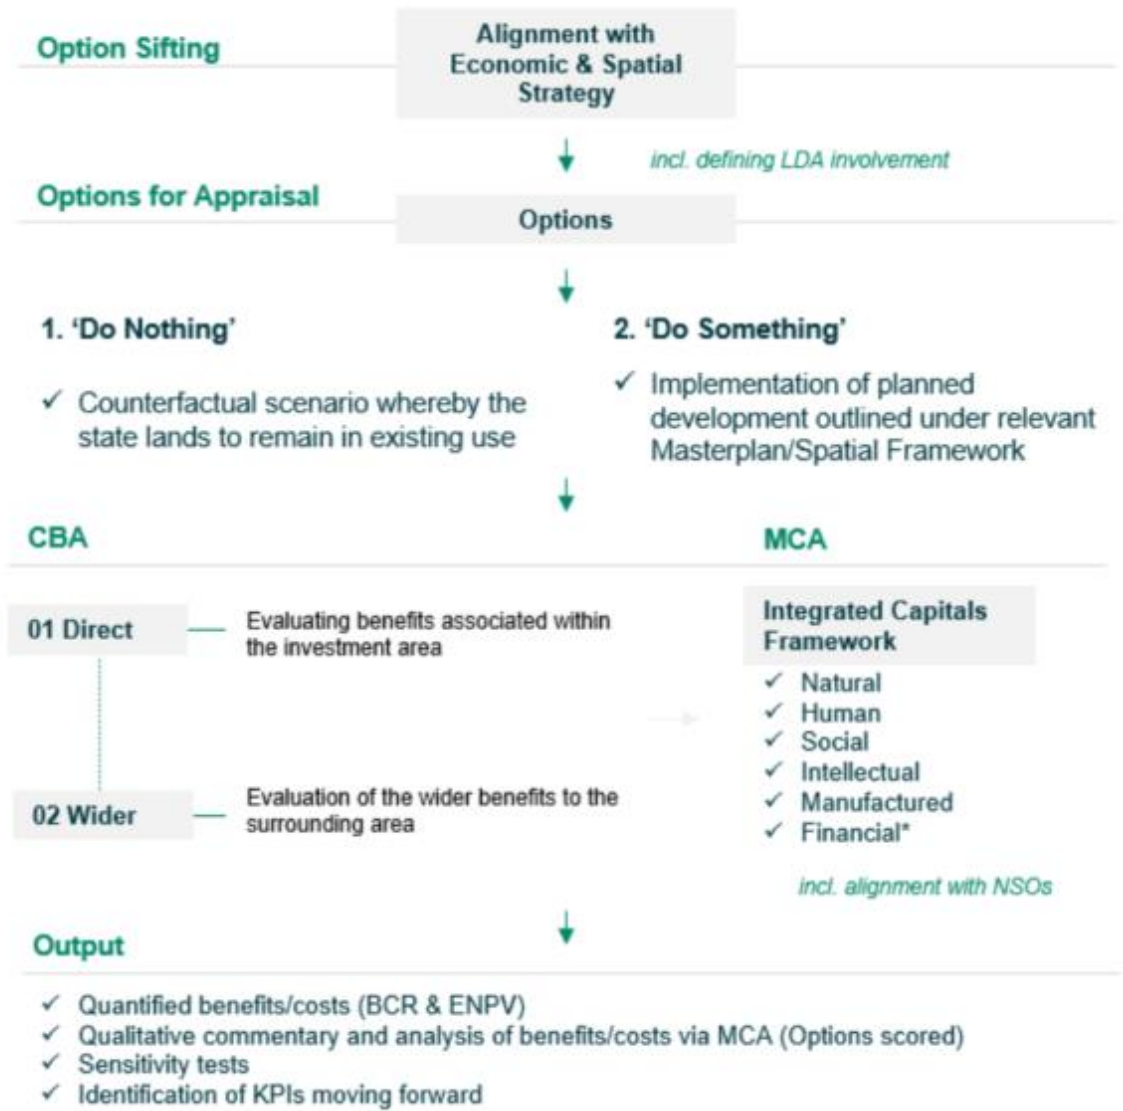 Option Sifting
Alignment with
Economic & Spatial
Strategy
incl. defining LDA involvement
Options for Appraisal
Options
1. ‘Do Nothing’
✓ Counterfactual scenario whereby the
state lands to remain in existing use
2. ‘Do Something’
✓ Implementation of planned
development outlined under relevant
Masterplan/Spatial Framework
CBA
01 Direct
Evaluating benefits associated within
the investment area
02 Wider
Evaluation of the wider benefits to the
surrounding area
MCA
Integrated Capitals
Framework
✓ Natural
✓ Human
✓ Social
✓ Intellectual
✓ Manufactured
✓ Financial*
incl. alignment with NSOs
Output
✓ Quantified benefits/costs (BCR & ENPV)
✓ Qualitative commentary and analysis of benefits/costs via MCA (Options scored)
✓ Sensitivity tests
✓ Identification of KPIs moving forward